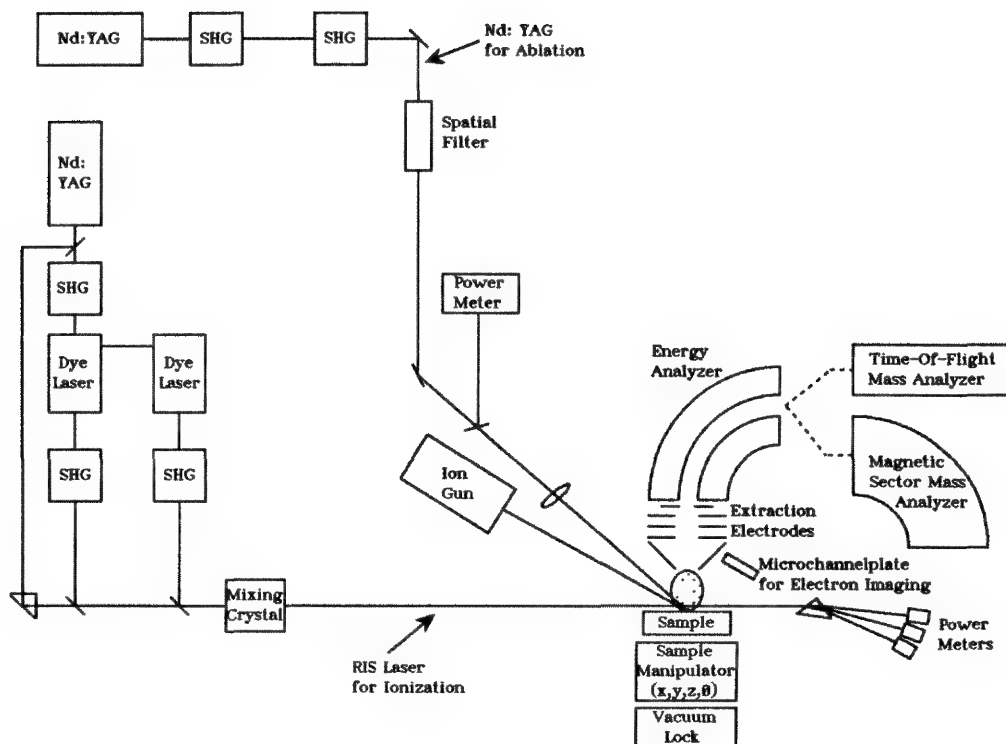 Nd:YAG
SHG
SHG
Nd: YAG
for Ablation
Spatial
Filter
Nd:
YAG
SHG
Power
Meter
Dye
Laser
Dye
Laser
Energy
Analyzer
Time-Of-Flight
Mass Analyzer
SHG
SHG
Ion
Gun
Magnetic
Sector Mass
Analyzer
Extraction
Electrodes
Microchannelplate
for Electron Imaging
Mixing
Crystal
Sample
Power
Meters
RIS Laser
for Ionization
Sample
Manipulator
(x,y,z,θ)
Vacuum
Lock